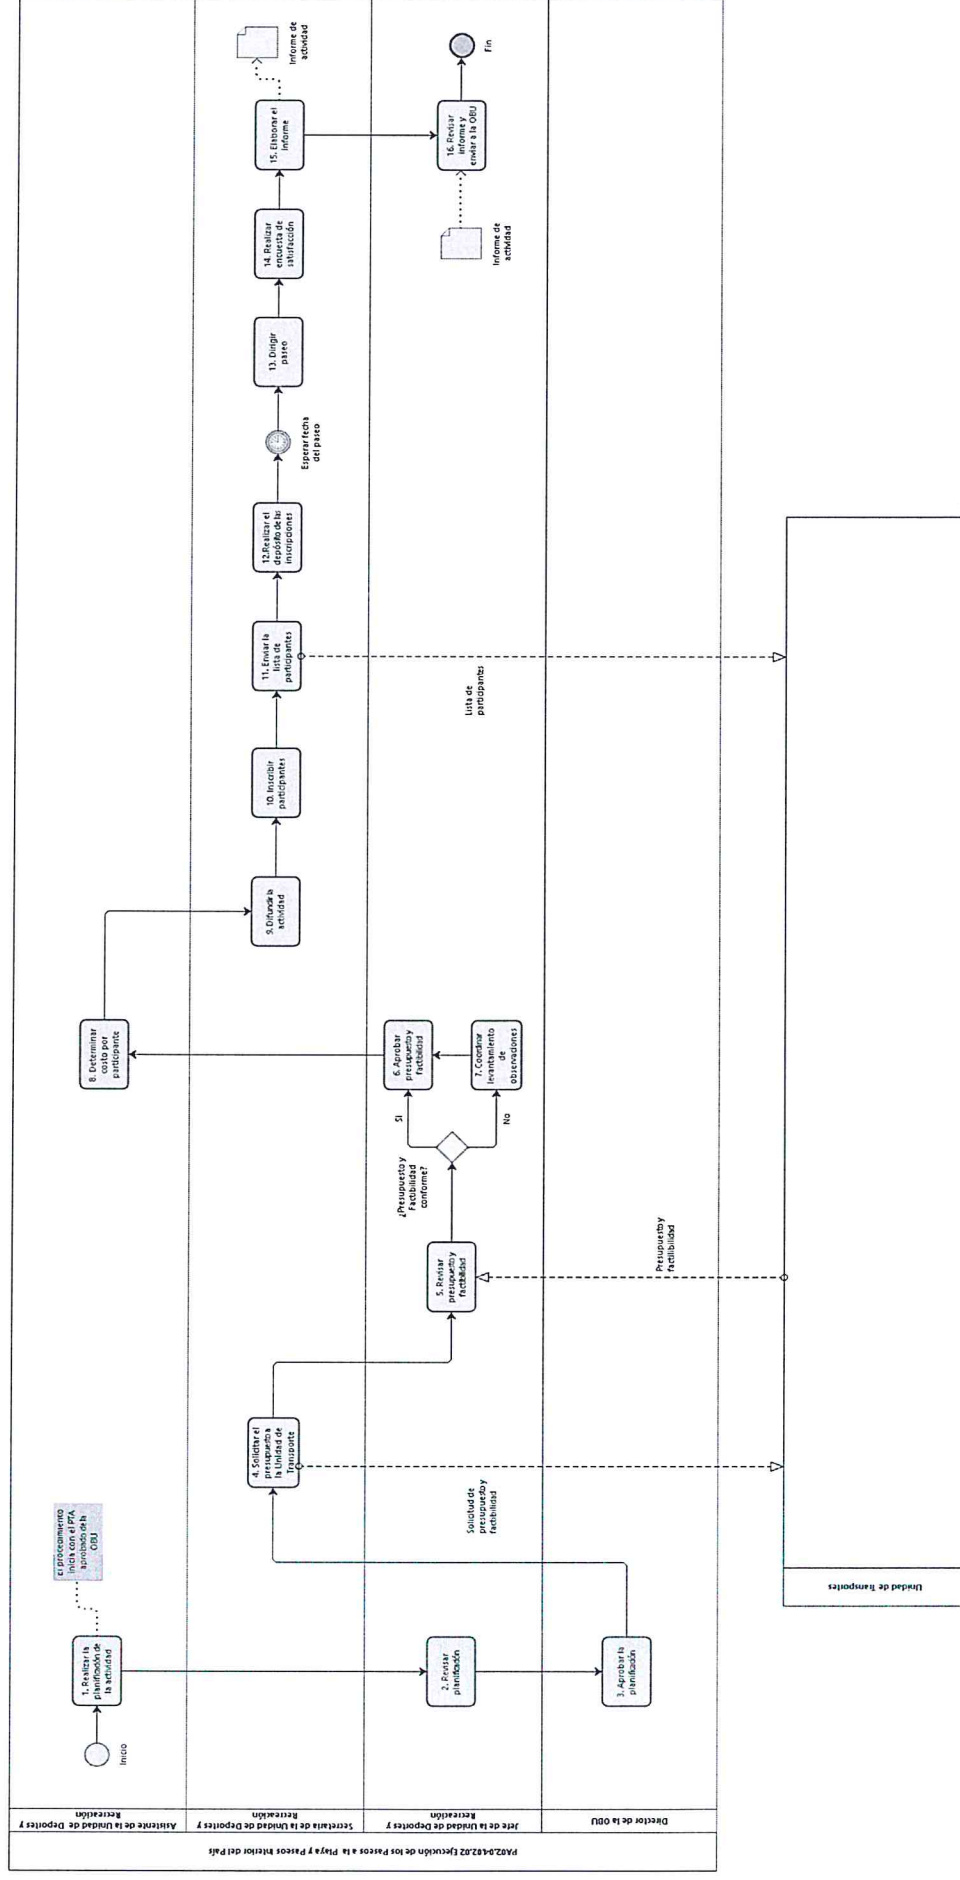 PA02.04.02.02 Ejecución de los Paseos a la Playa y Paseos Interior del País
Asistente de la Unidad de Deportes y
Recreación
Secretaria de la Unidad de Deportes y
Recreación
Jefe de la Unidad de Deportes y
Recreación
Director de la OBU
Inicio
1. Realizar la
planificación de
la actividad
El procedimiento
inicia con el PTA
aprobado de la
OBU
2. Revisar
planificación
3. Aprobar la
planificación
4. Solicitar el
presupuesto a
la Unidad de
Transporte
Solicitud de
presupuesto y
factibilidad
5. Revisar
presupuesto y
factibilidad
Presupuesto y
factilibilidad
¿Presupuesto y
Factibilidad
conforme?
SI
No
6. Aprobar
presupuesto y
factibilidad
7. Coordinar
levantamiento
de
observaciones
8. Determinar
costo por
participante
9. Difundir la
actividad
10. Inscribir
participantes
11. Enviar la
lista de
participantes
Lista de
participantes
12.Realizar el
depósito de las
inscripciones
Esperar fecha
del paseo
13. Dirigir
paseo
14. Realizar
encuesta de
satisfacción
15. Elaborar el
Informe
Informe de
actividad
Informe de
actividad
16. Revisar
informe y
enviar a la OBU
Fin
Unidad de Transportes